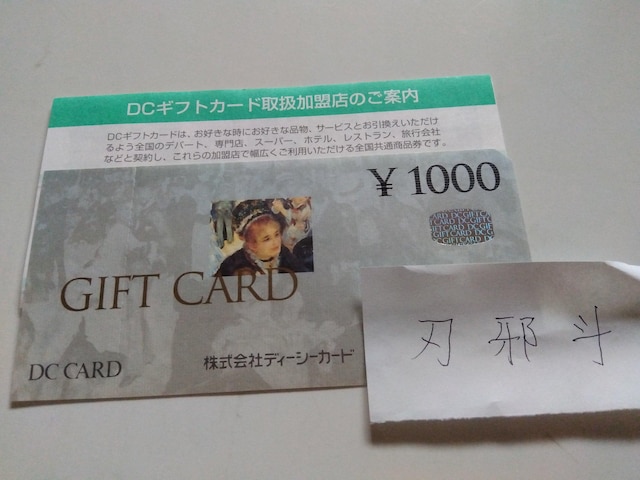 DCギフトカード取扱加盟店のご案内
DCギフトカードは、お好きな時にお好きな品物、サービスとお引換えいただけ
るよう全国のデパート、専門店、スーパー、ホテル、レストラン、旅行会社
などと契約し、これらの加盟店で幅広くご利用いただける全国共通商品券です。
¥1000
GIFT CARD
DC CARD
株式会社ディーシーカード
刃邪斗